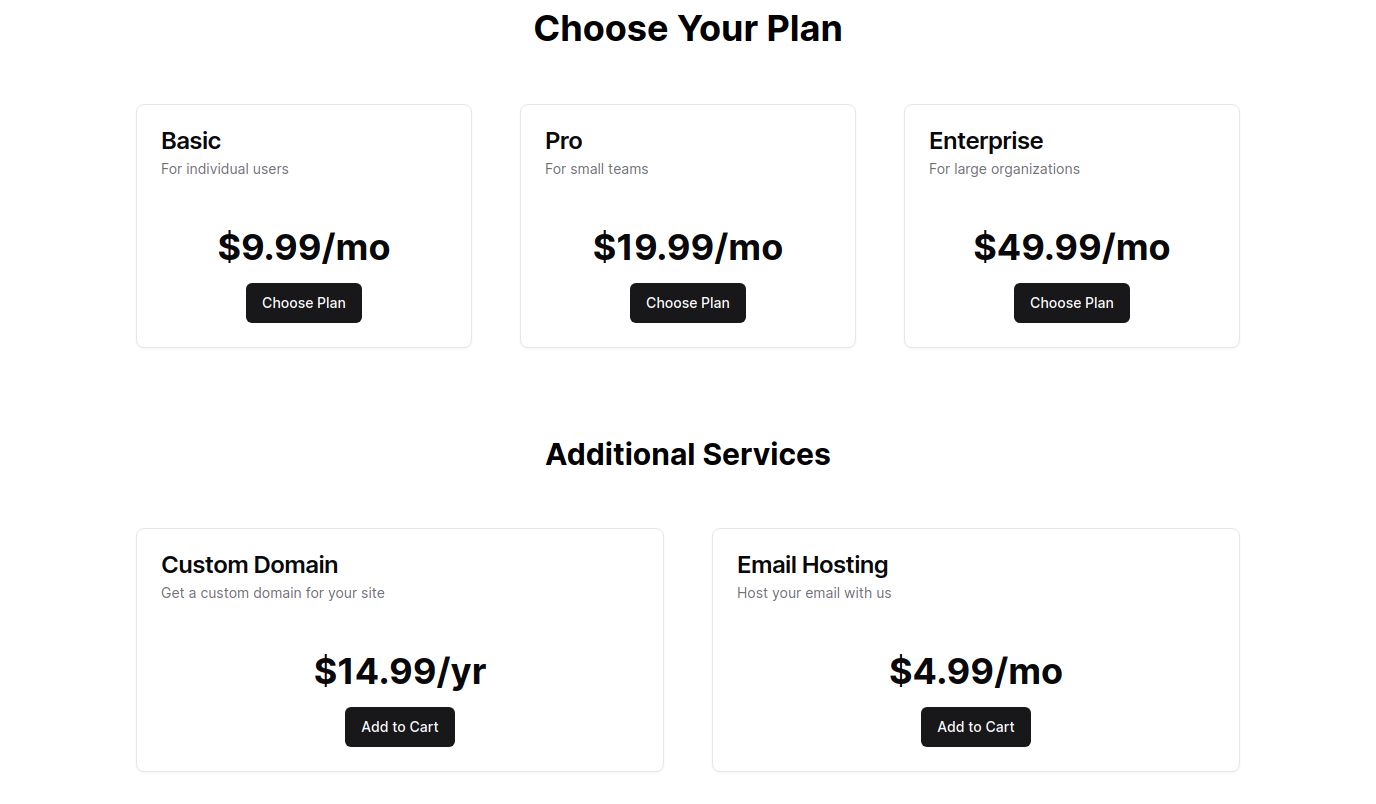 Choose Your Plan
Basic
For individual users
$9.99/mo
Choose Plan
Pro
For small teams
$19.99/mo
Choose Plan
Enterprise
For large organizations
$49.99/mo
Choose Plan
Additional Services
Custom Domain
Get a custom domain for your site
$14.99/yr
Add to Cart
Email Hosting
Host your email with us
$4.99/mo
Add to Cart